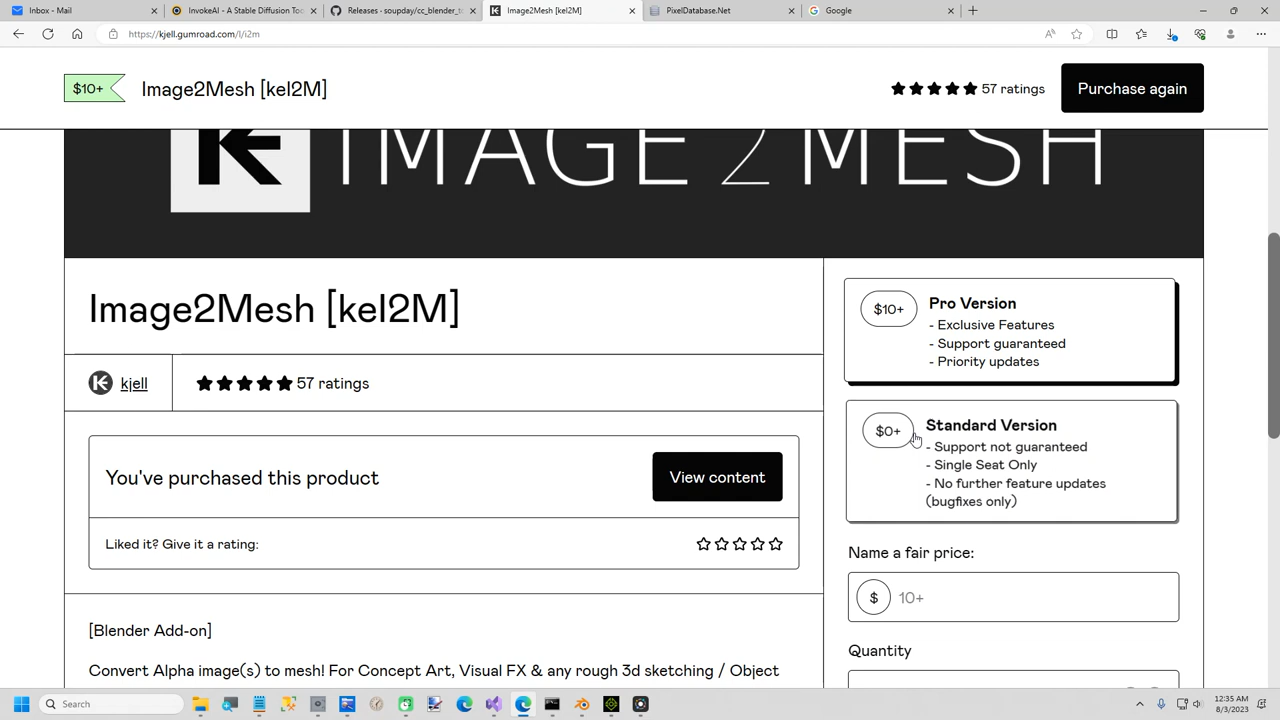 Inbox - Mail
InvokeAI - A Stable Diffusion Too
Releases - soupday/cc_blender_to
Image2Mesh [keI2M]
PixelDatabase.Net
Google
https://kjell.gumroad.com/l/i2m
$10+
Image2Mesh [keI2M]
57 ratings
Purchase again
IMAGE2MESH
Image2Mesh [keI2M]
kjell
57 ratings
You've purchased this product
View content
Liked it? Give it a rating:
[Blender Add-on]
Convert Alpha image(s) to mesh! For Concept Art, Visual FX & any rough 3d sketching / Object
$10+
Pro Version
- Exclusive Features
- Support guaranteed
- Priority updates
$0+
Standard Version
- Support not guaranteed
- Single Seat Only
- No further feature updates
(bugfixes only)
Name a fair price:
$
10+
Quantity
Search
12:35 AM
8/3/2023